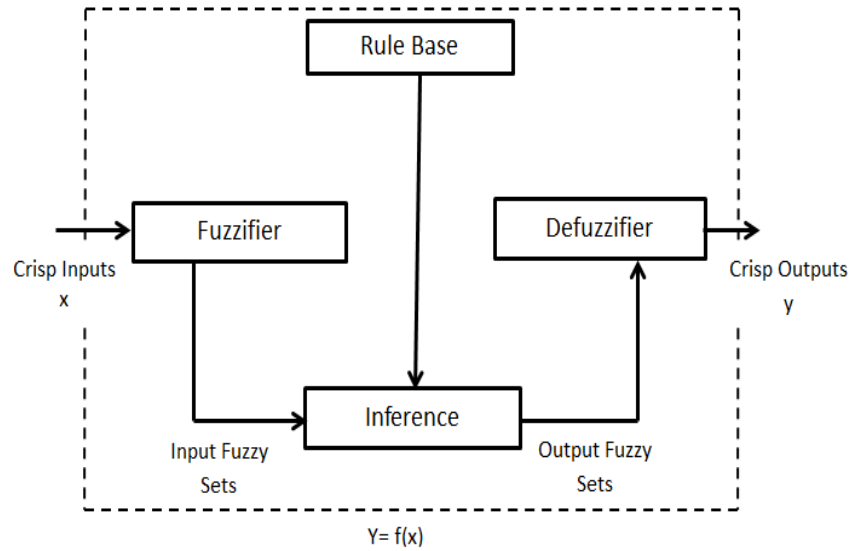 Rule Base
Fuzzifier
Defuzzifier
Crisp Inputs
x
Crisp Outputs
y
Inference
Input Fuzzy
Sets
Output Fuzzy
Sets
Y= f(x)